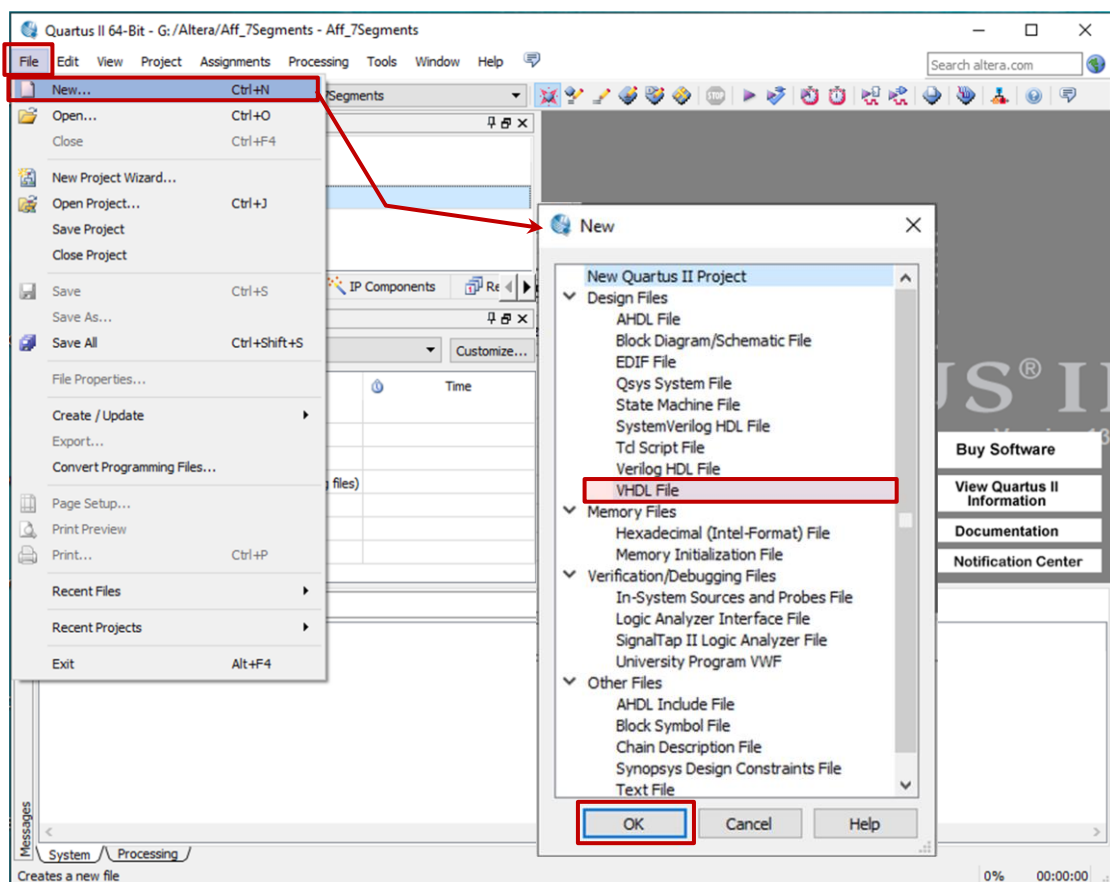 Quartus II 64-Bit - G:/Altera/Aff_7Segments - Aff_7Segments
File Edit View Project Assignments Processing Tools Window Help
Search altera.com
New... Ctrl+N
7Segments
STOP
Open... Ctrl+O
Close Ctrl+F4
New Project Wizard...
Open Project... Ctrl+J
Save Project
Close Project
IP Components
Save Ctrl+S
Save As...
Save All Ctrl+Shift+S
Customize...
File Properties...
Time
Create / Update
Export...
Convert Programming Files...
files)
Page Setup...
Print Preview
Print... Ctrl+P
Recent Files
Recent Projects
Exit Alt+F4
New
New Quartus II Project
Design Files
AHDL File
Block Diagram/Schematic File
EDIF File
Qsys System File
State Machine File
SystemVerilog HDL File
Tcl Script File
Verilog HDL File
VHDL File
Memory Files
Hexadecimal (Intel-Format) File
Memory Initialization File
Verification/Debugging Files
In-System Sources and Probes File
Logic Analyzer Interface File
SignalTap II Logic Analyzer File
University Program VWF
Other Files
AHDL Include File
Block Symbol File
Chain Description File
Synopsys Design Constraints File
Text File
OK Cancel Help
US® II
Buy Software
View Quartus II
Information
Documentation
Notification Center
Messages
System Processing
Creates a new file
0% 00:00:00